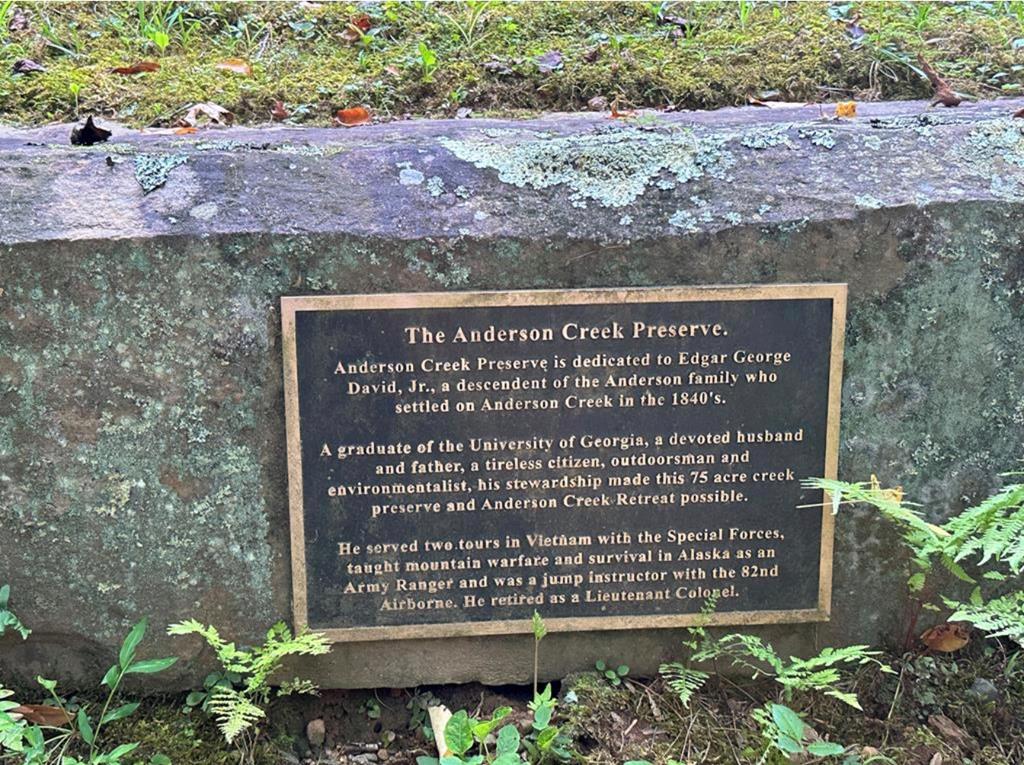 The Anderson Creek Preserve.
Anderson Creek Preserve is dedicated to Edgar George
David, Jr., a descendent of the Anderson family who
settled on Anderson Creek in the 1840's.
A graduate of the University of Georgia, a devoted husband
and father, a tireless citizen, outdoorsman and
environmentalist, his stewardship made this 75 acre creek
preserve and Anderson Creek Retreat possible.
He served two tours in Vietnam with the Special Forces,
taught mountain warfare and survival in Alaska as an
Army Ranger and was a jump instructor with the 82nd
Airborne. He retired as a Lieutenant Colonel.